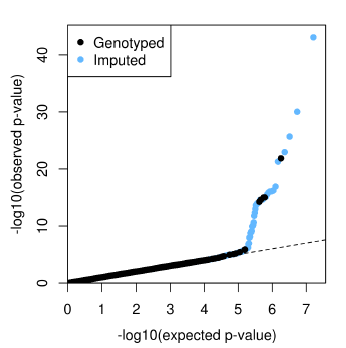 Genotyped
Imputed
40
30
20
10
0
-log10(observed p-value)
0 1 2 3 4 5 6 7
-log10(expected p-value)